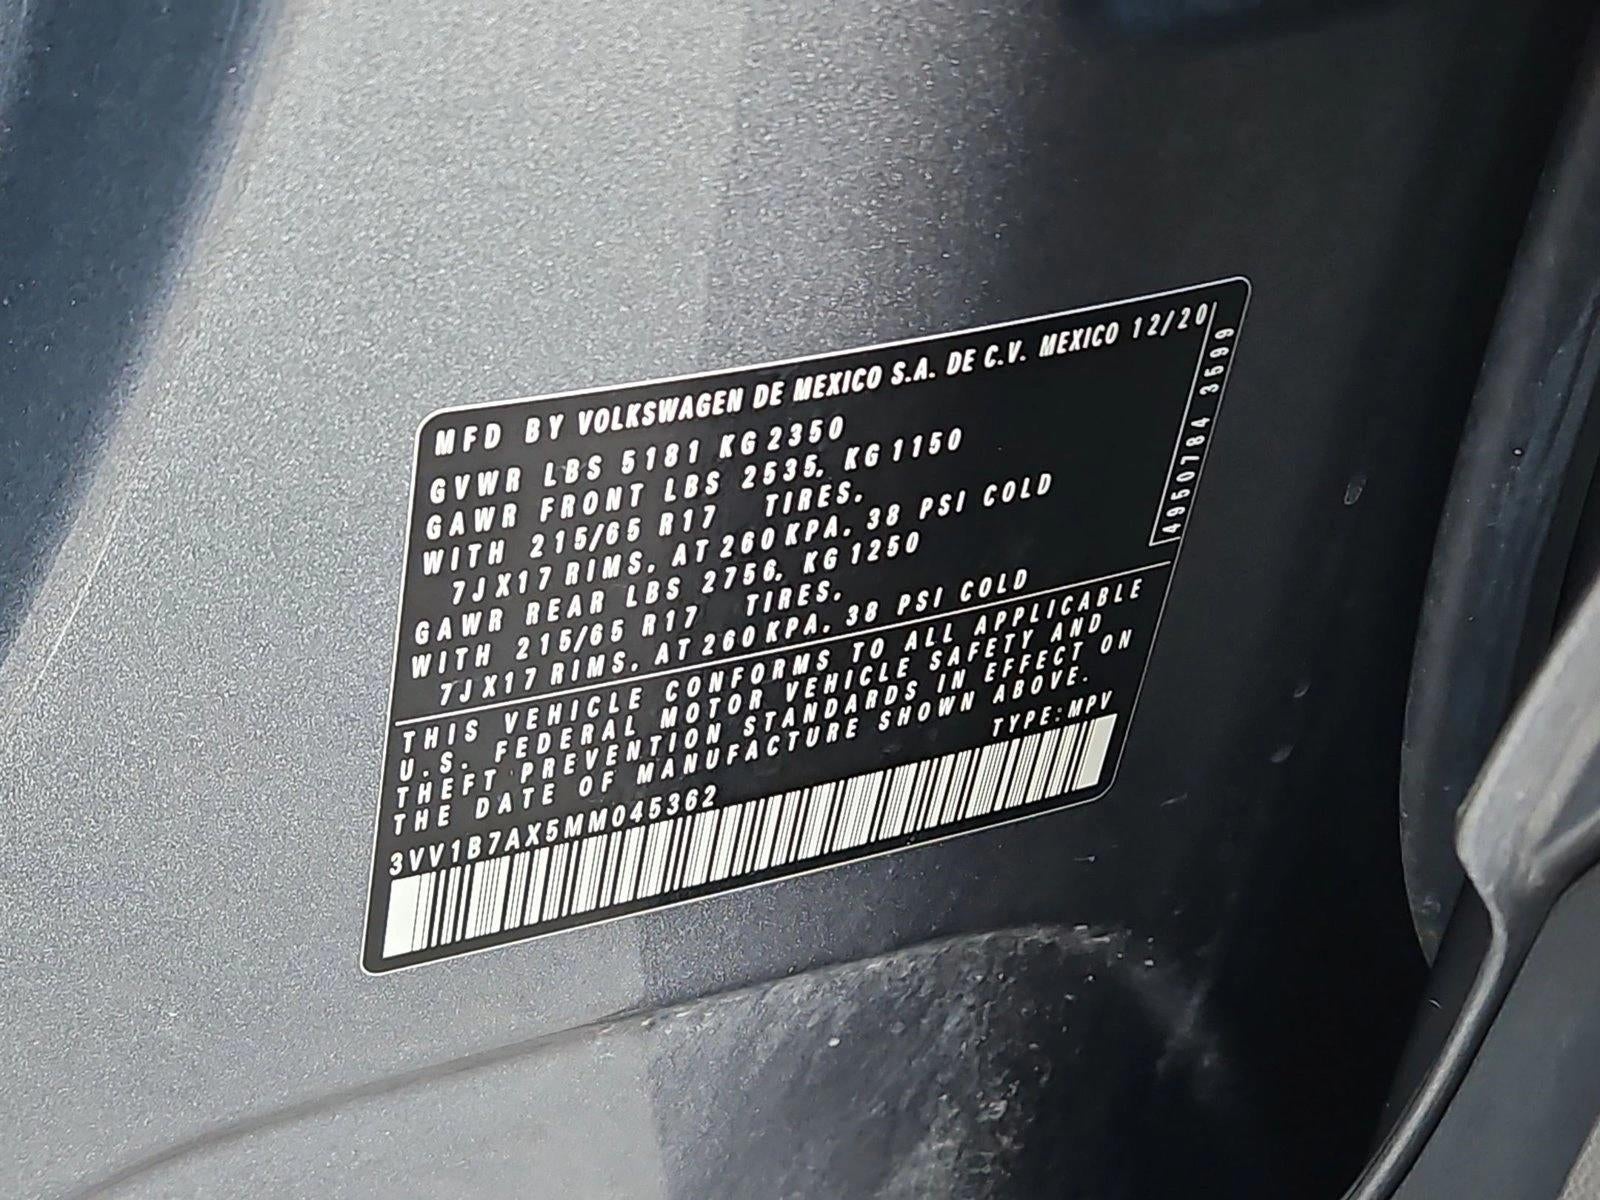 MFD BY VOLKSWAGEN DE MEXICO S.A. DE C.V. MEXICO 12/20
GVWR LBS 5181 KG 2350
GAWR FRONT LBS 2535. KG 1150
WITH 215/65 R17 TIRES.
7JX17 RIMS. AT 260 KPA. 38 PSI COLD
GAWR REAR LBS 2756. KG 1250
WITH 215/65 R17 TIRES.
7JX17 RIMS. AT 260 KPA. 38 PSI COLD
4950784 3599
THIS VEHICLE CONFORMS TO ALL APPLICABLE
U.S. FEDERAL MOTOR VEHICLE SAFETY AND
THEFT PREVENTION STANDARDS IN EFFECT ON
THE DATE OF MANUFACTURE SHOWN ABOVE.
TYPE:MPV
3VV1B7AX5MM045362